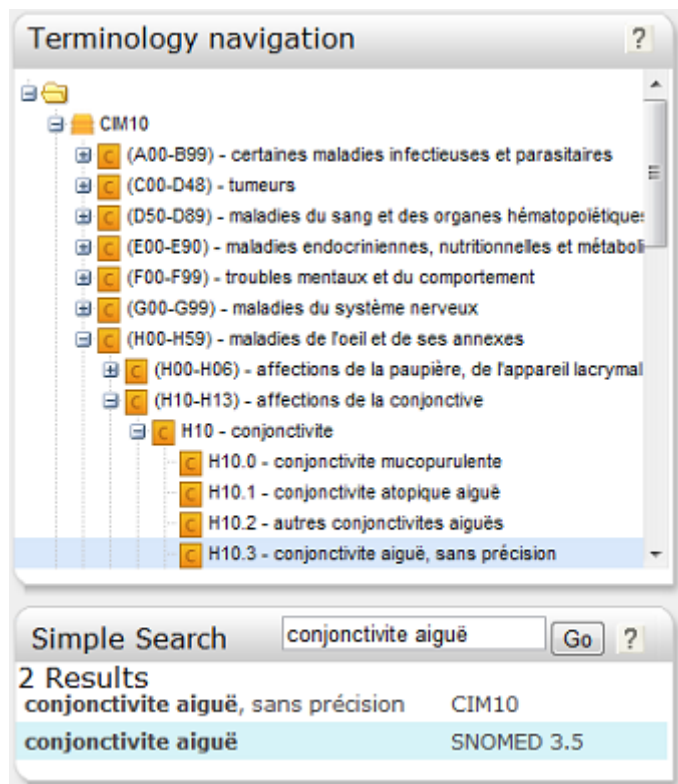 Terminology navigation ?
CIM10
(A00-B99) - certaines maladies infectieuses et parasitaires
(C00-D48) - tumeurs
(D50-D89) - maladies du sang et des organes hématopoïétiques
(E00-E90) - maladies endocriniennes, nutritionnelles et métaboli
(F00-F99) - troubles mentaux et du comportement
(G00-G99) - maladies du système nerveux
(H00-H59) - maladies de l'oeil et de ses annexes
(H00-H06) - affections de la paupière, de l'appareil lacrymal
(H10-H13) - affections de la conjonctive
H10 - conjonctivite
H10.0 - conjonctivite mucopurulente
H10.1 - conjonctivite atopique aiguë
H10.2 - autres conjonctivites aiguës
H10.3 - conjonctivite aiguë, sans précision
Simple Search conjonctivite aiguë Go ?
2 Results
conjonctivite aiguë, sans précision CIM10
conjonctivite aiguë SNOMED 3.5